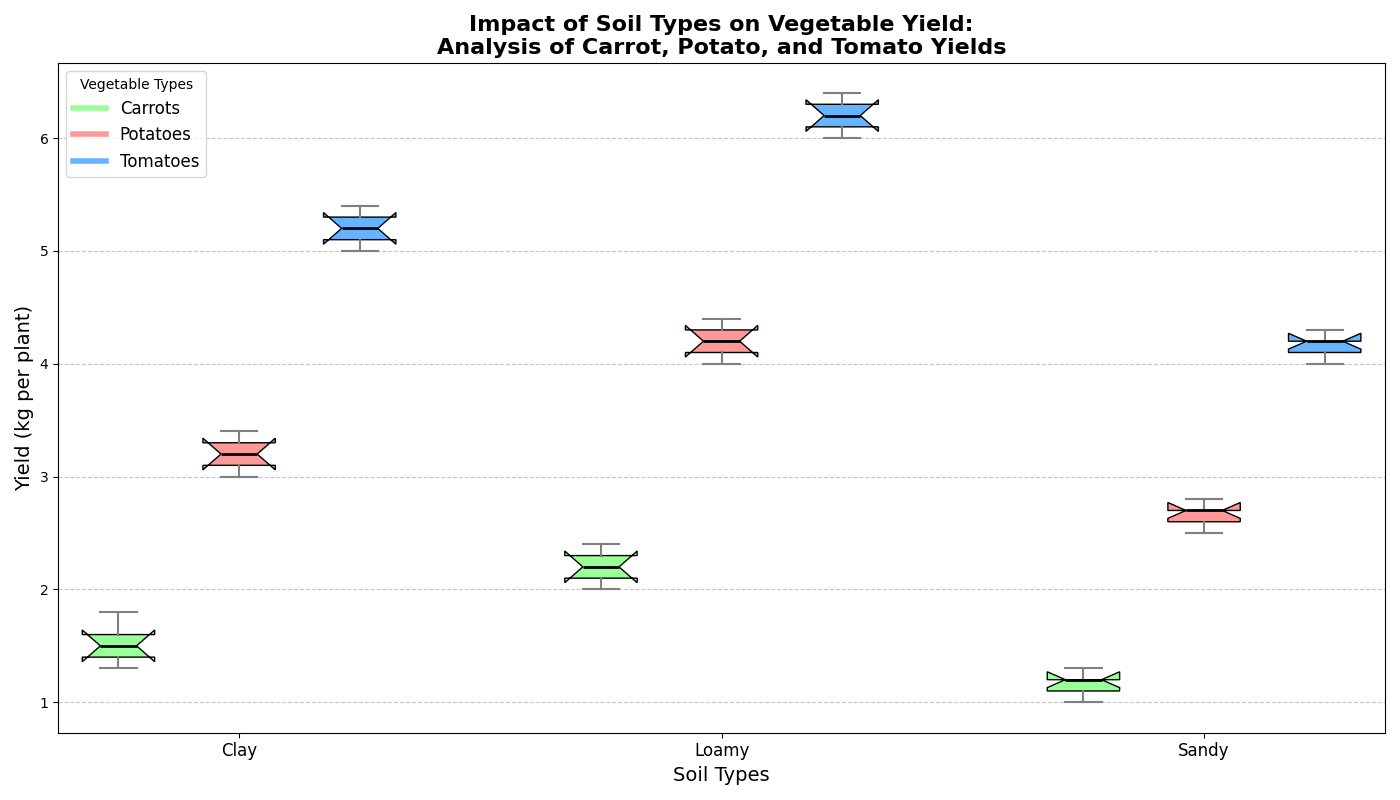 Impact of Soil Types on Vegetable Yield:
Analysis of Carrot, Potato, and Tomato Yields
Vegetable Types
Carrots
Potatoes
Tomatoes
Yield (kg per plant)
6
5
4
3
2
1
Clay
Loamy
Sandy
Soil Types